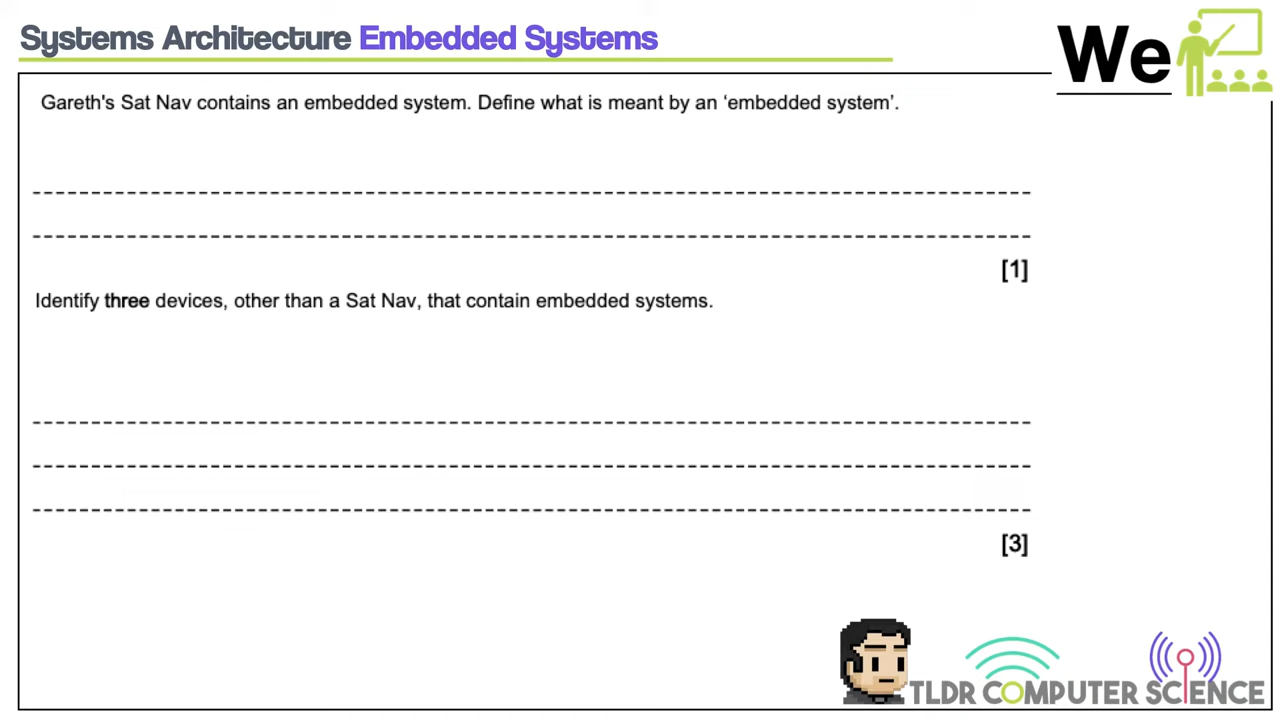 Systems Architecture Embedded Systems
We
Gareth's Sat Nav contains an embedded system. Define what is meant by an ‘embedded system’.
[1]
Identify three devices, other than a Sat Nav, that contain embedded systems.
[3]
TLDR COMPUTER SCIENCE